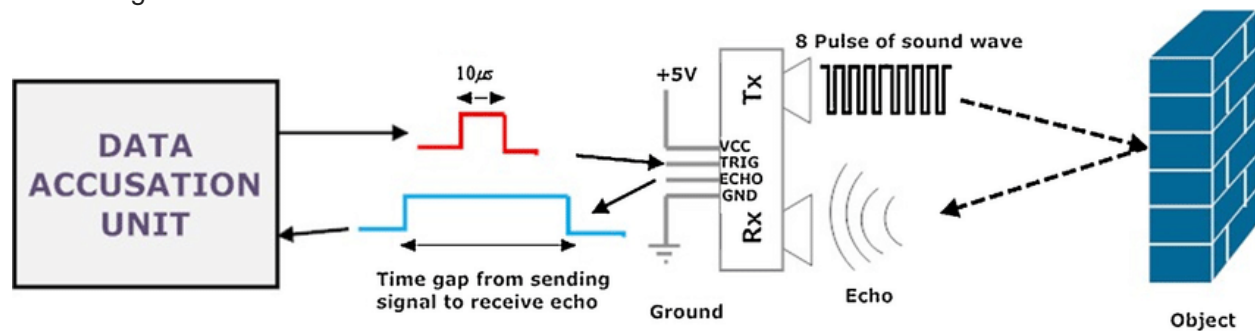 8 Pulse of sound wave
10μs
+5V
Tx
DATA
ACCUSATION
UNIT
VCC
TRIG
ECHO
GND
Rx
Time gap from sending
signal to receive echo
Ground
Echo
Object